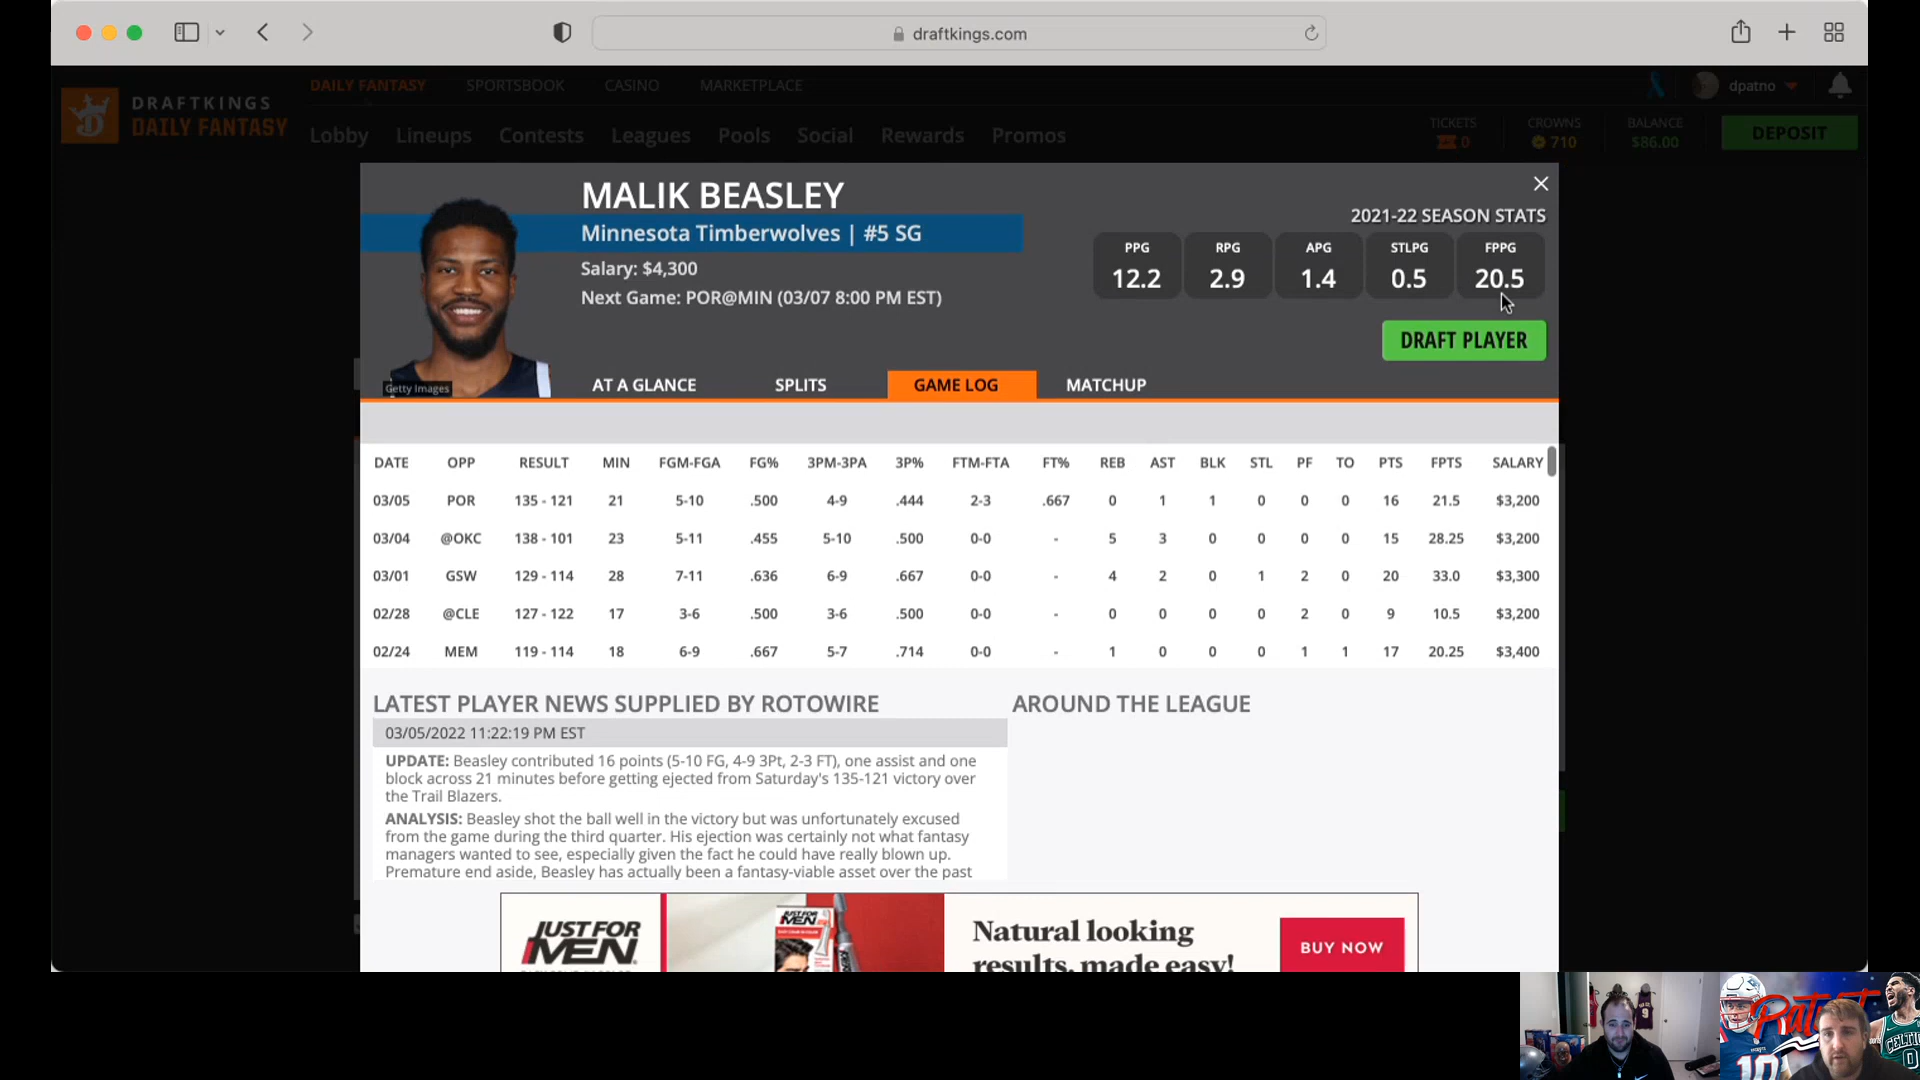 draftkings.com
DRAFTKINGS
DAILY FANTASY
DAILY FANTASY SPORTSBOOK CASINO MARKETPLACE
dpatno
Lobby Lineups Contests Leagues Pools Social Rewards Promos
TICKETS CROWNS BALANCE
0 710 $86.00
DEPOSIT
MALIK BEASLEY
Minnesota Timberwolves | #5 SG
Salary: $4,300
Next Game: POR@MIN (03/07 8:00 PM EST)
2021-22 SEASON STATS
PPG RPG APG STLPG FPPG
12.2 2.9 1.4 0.5 20.5
DRAFT PLAYER
Getty Images
AT A GLANCE SPLITS GAME LOG MATCHUP
DATE OPP RESULT MIN FGM-FGA FG% 3PM-3PA 3P% FTM-FTA FT% REB AST BLK STL PF TO PTS FPTS SALARY
03/05 POR 135 - 121 21 5-10 .500 4-9 .444 2-3 .667 0 1 1 0 0 0 16 21.5 $3,200
03/04 @OKC 138 - 101 23 5-11 .455 5-10 .500 0-0 - 5 3 0 0 0 0 15 28.25 $3,200
03/01 GSW 129 - 114 28 7-11 .636 6-9 .667 0-0 - 4 2 0 1 2 0 20 33.0 $3,300
02/28 @CLE 127 - 122 17 3-6 .500 3-6 .500 0-0 - 0 0 0 0 2 0 9 10.5 $3,200
02/24 MEM 119 - 114 18 6-9 .667 5-7 .714 0-0 - 1 0 0 0 1 1 17 20.25 $3,400
LATEST PLAYER NEWS SUPPLIED BY ROTOWIRE
AROUND THE LEAGUE
03/05/2022 11:22:19 PM EST
UPDATE: Beasley contributed 16 points (5-10 FG, 4-9 3Pt, 2-3 FT), one assist and one
block across 21 minutes before getting ejected from Saturday's 135-121 victory over
the Trail Blazers.
ANALYSIS: Beasley shot the ball well in the victory but was unfortunately excused
from the game during the third quarter. His ejection was certainly not what fantasy
managers wanted to see, especially given the fact he could have really blown up.
Premature end aside, Beasley has actually been a fantasy-viable asset over the past
JUST FOR
MEN
JUST FOR
MEN
Natural looking
results, made easy!
BUY NOW